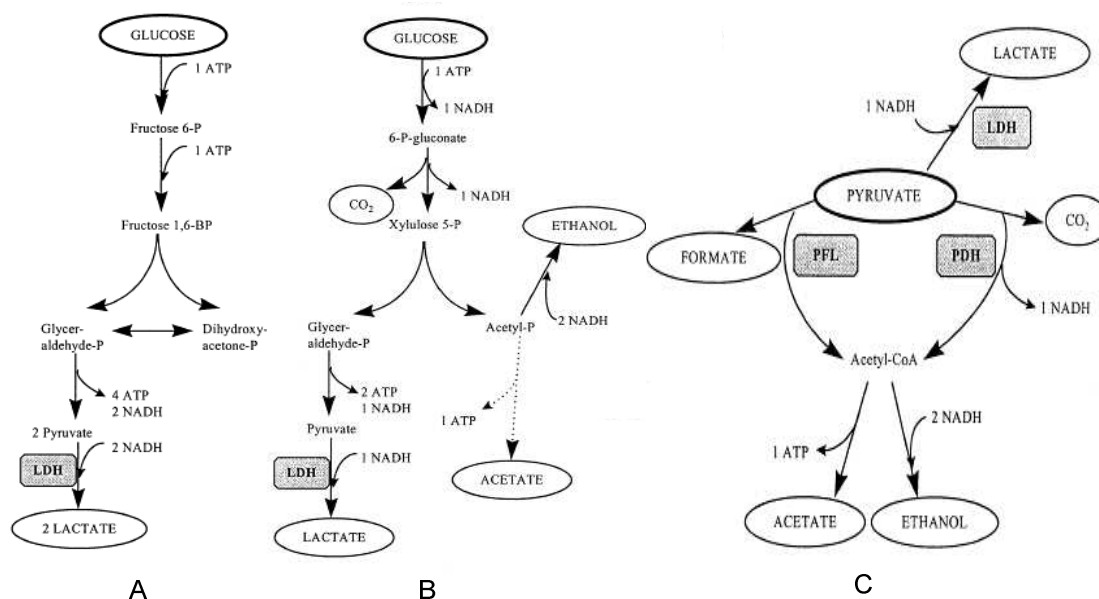 GLUCOSE
1 ATP
Fructose 6-P
1 ATP
Fructose 1,6-BP
Glycer-
aldehyde-P
Dihydroxy-
acetone-P
4 ATP
2 NADH
2 Pyruvate
2 NADH
LDH
2 LACTATE
A
GLUCOSE
1 ATP
1 NADH
6-P-gluconate
1 NADH
CO2
Xylulose 5-P
ETHANOL
2 NADH
Acetyl-P
Glycer-
aldehyde-P
2 ATP
1 NADH
1 ATP
Pyruvate
1 NADH
LDH
ACETATE
LACTATE
B
LACTATE
1 NADH
LDH
PYRUVATE
CO2
FORMATE
PFL
PDH
1 NADH
Acetyl-CoA
1 ATP
2 NADH
ACETATE
ETHANOL
C